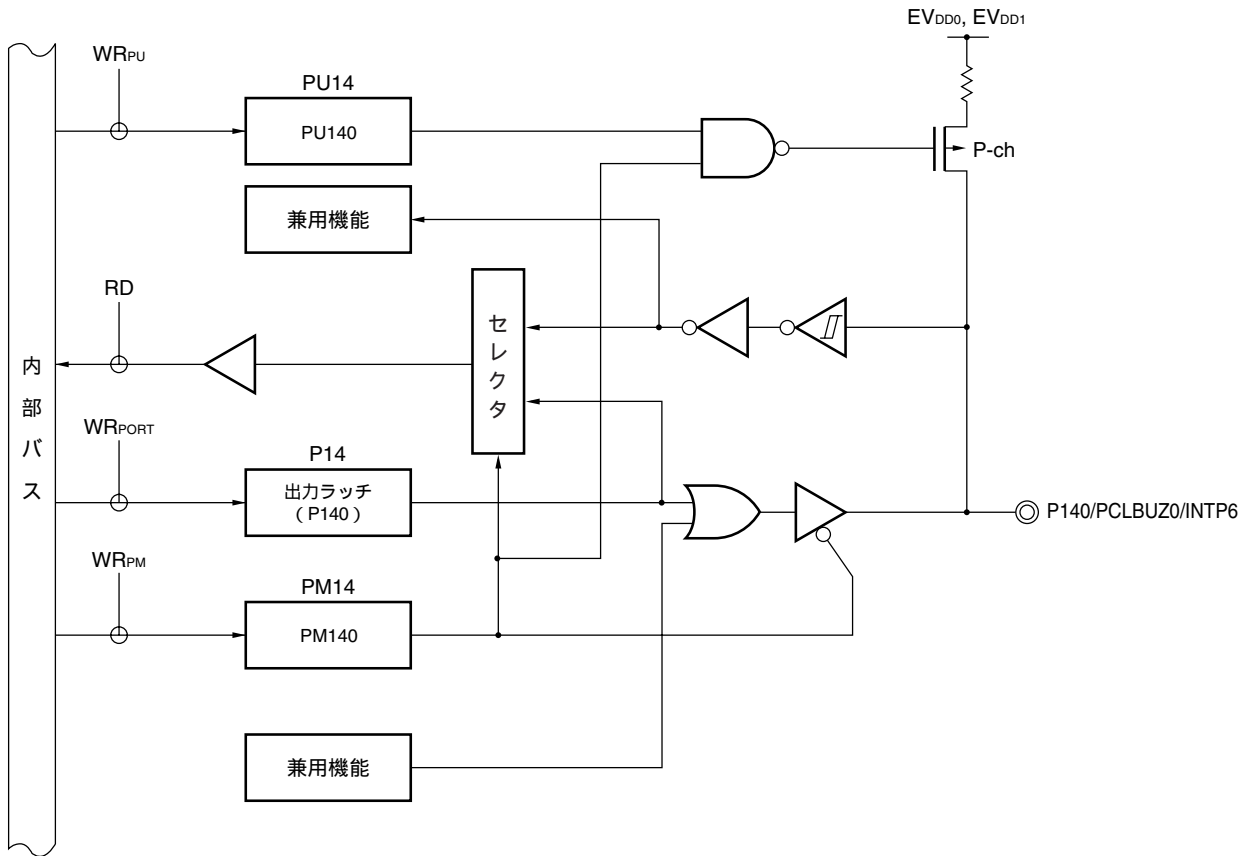 EVDD0, EVDD1
WRPU
PU14
PU140
P-ch
兼用機能
RD
セレクタ
内部バス
WRPORT
P14
出力ラッチ
(P140)
P140/PCLBUZ0/INTP6
WRPM
PM14
PM140
兼用機能